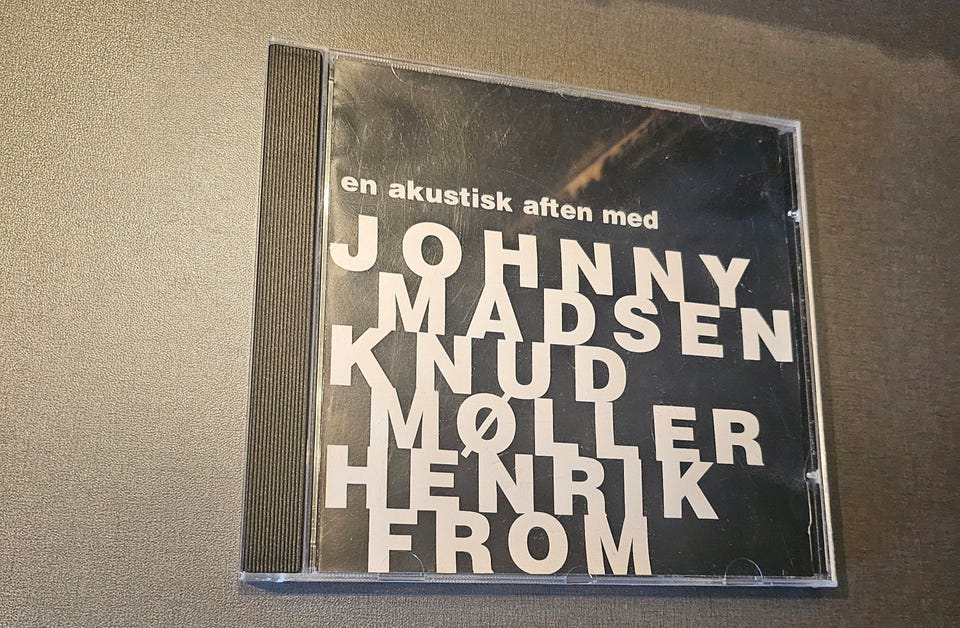 en akustisk aften med
JOHNNY
MADSEN
KNUD
MØLLER
HENRIK
FROM